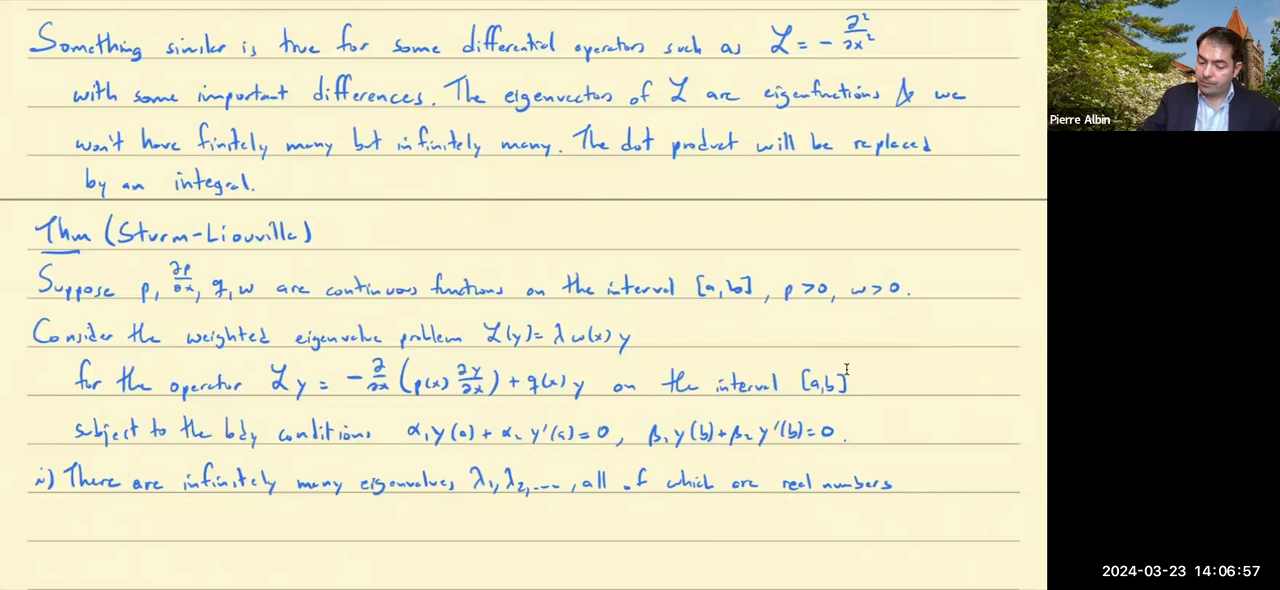 Something similar is true for some differential operators such as ℒ = - ∂²/∂x²
with some important differences. The eigenvectors of ℒ are eigenfunctions & we
won't have finitely many but infinitely many. The dot product will be replaced
by an integral.
Thm (Sturm-Liouville)
Suppose p, ∂p/∂x, q, w are continuous functions on the interval [a,b], p>0, w>0.
Consider the weighted eigenvalue problem ℒ(y) = λ w(x) y
for the operator ℒy = - ∂/∂x (p(x) ∂y/∂x) + q(x) y on the interval [a,b]
subject to the bdy conditions α₁y(a) + α₂ y'(a) = 0, β₁y(b) + β₂ y'(b) = 0.
i) There are infinitely many eigenvalues λ₁, λ₂, ..., all of which are real numbers
Pierre Albin
2024-03-23 14:06:57